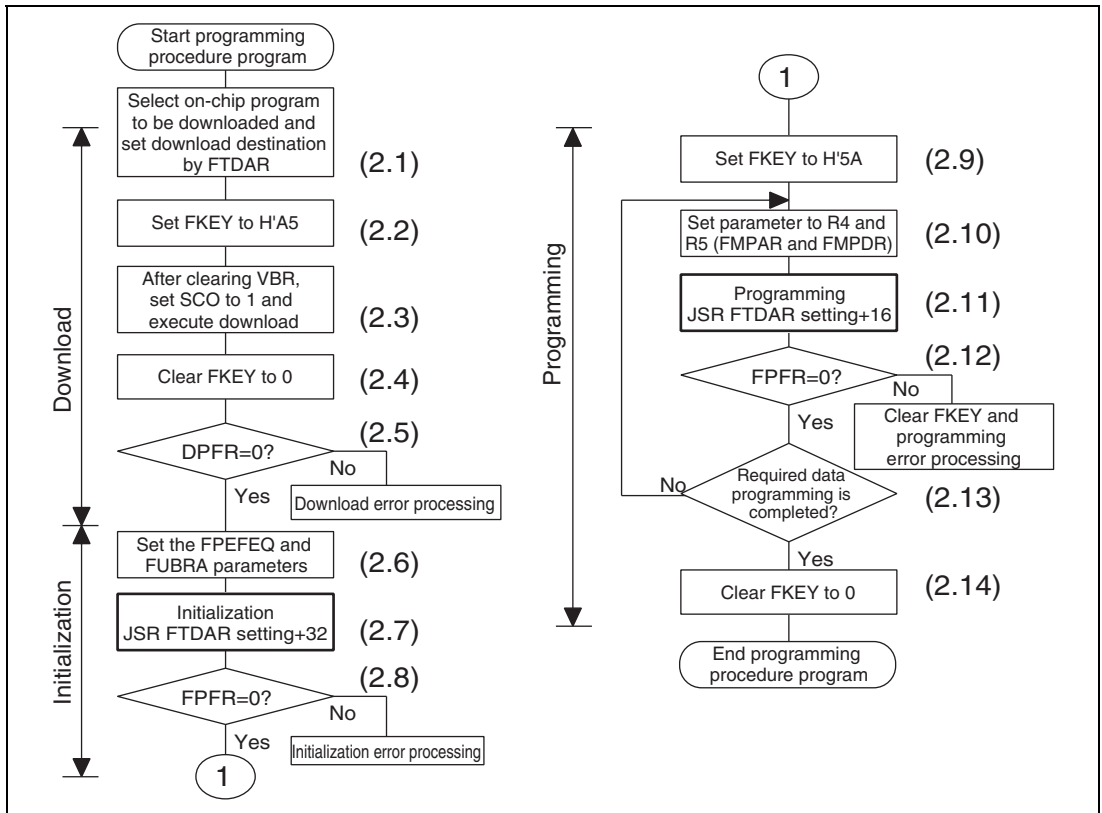 Start programming
procedure program
Select on-chip program
to be downloaded and
set download destination
by FTDAR
(2.1)
Set FKEY to H'A5
(2.2)
After clearing VBR,
set SCO to 1 and
execute download
(2.3)
Clear FKEY to 0
(2.4)
DPFR=0?
(2.5)
No
Yes
Download error processing
Download
Set the FPEFEQ and
FUBRA parameters
(2.6)
Initialization
JSR FTDAR setting+32
(2.7)
FPFR=0?
(2.8)
No
Yes
Initialization error processing
Initialization
1
1
Set FKEY to H'5A
(2.9)
Set parameter to R4 and
R5 (FMPAR and FMPDR)
(2.10)
Programming
JSR FTDAR setting+16
(2.11)
FPFR=0?
(2.12)
No
Yes
Clear FKEY and
programming
error processing
Required data
programming is
completed?
(2.13)
No
Yes
Clear FKEY to 0
(2.14)
Programming
End programming
procedure program